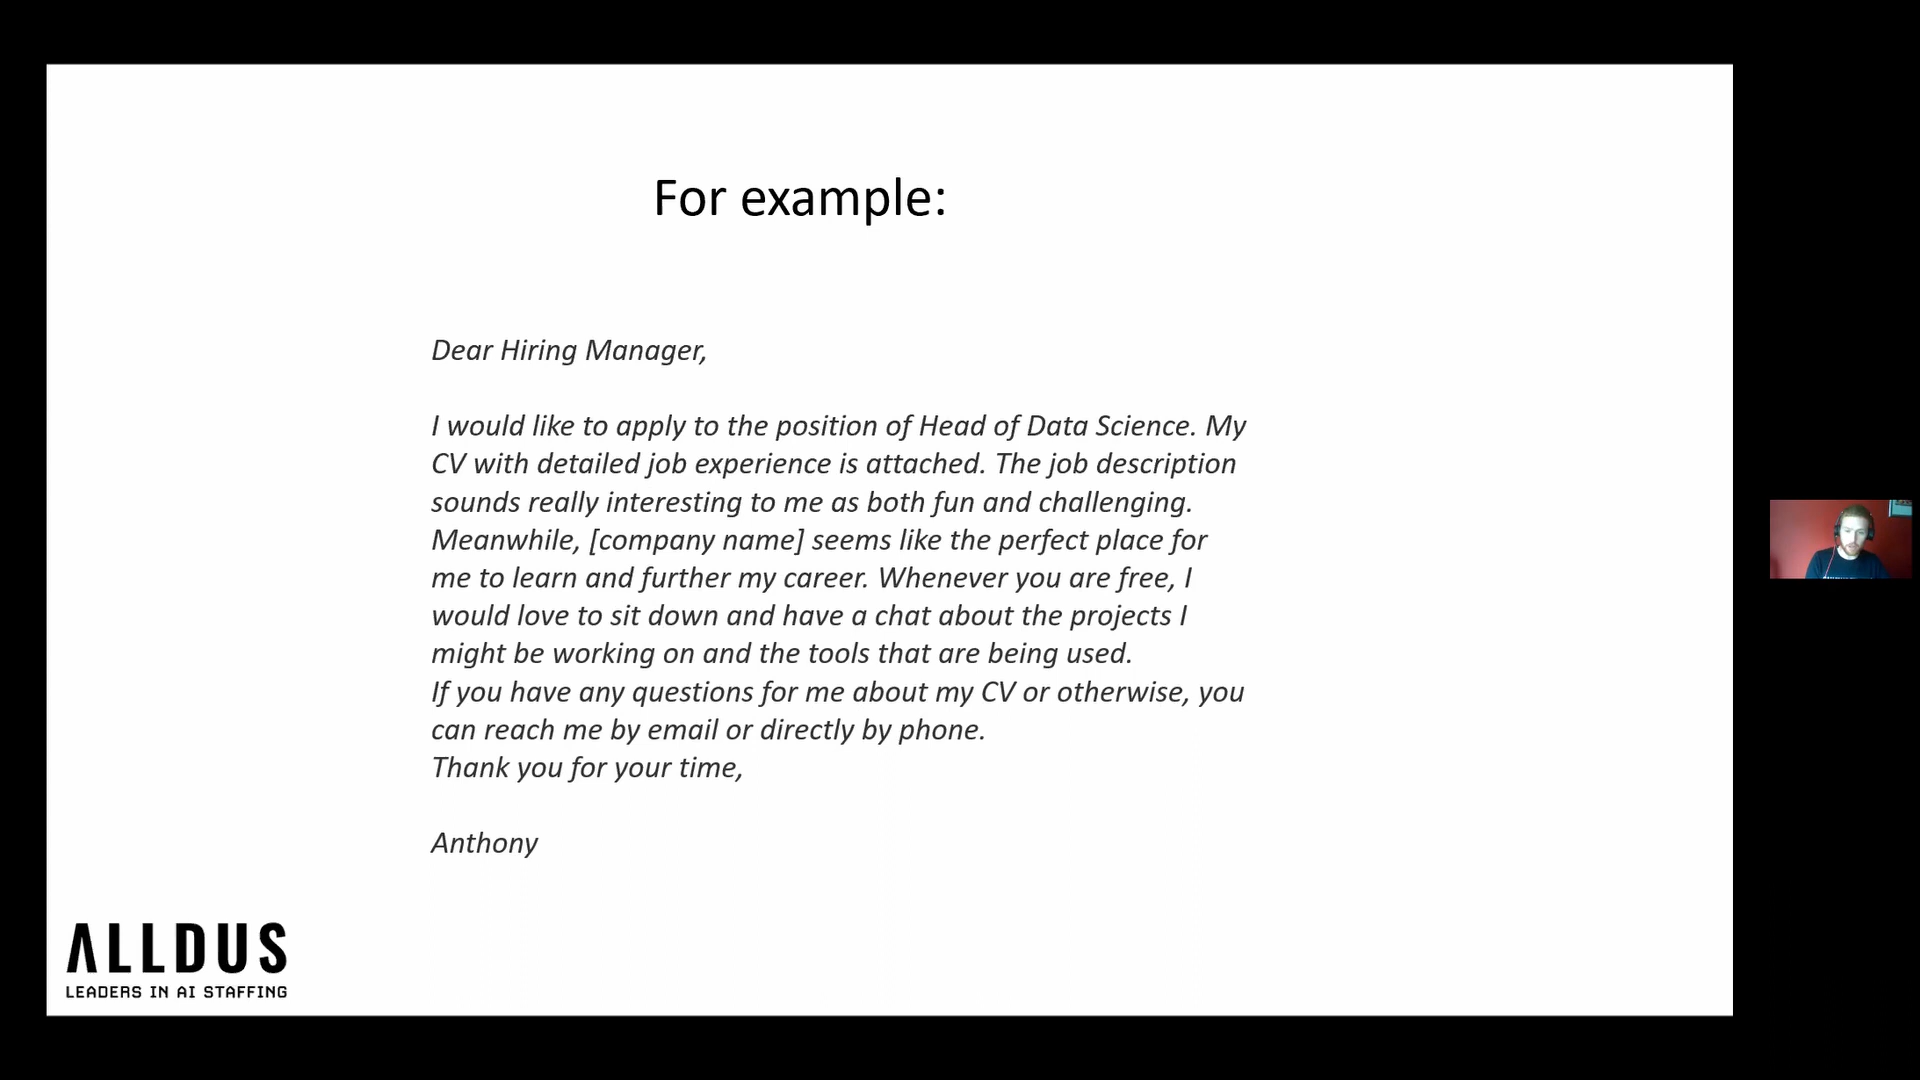 For example:
Dear Hiring Manager,
I would like to apply to the position of Head of Data Science. My
CV with detailed job experience is attached. The job description
sounds really interesting to me as both fun and challenging.
Meanwhile, [company name] seems like the perfect place for
me to learn and further my career. Whenever you are free, I
would love to sit down and have a chat about the projects I
might be working on and the tools that are being used.
If you have any questions for me about my CV or otherwise, you
can reach me by email or directly by phone.
Thank you for your time,
Anthony
ALLDUS
LEADERS IN AI STAFFING